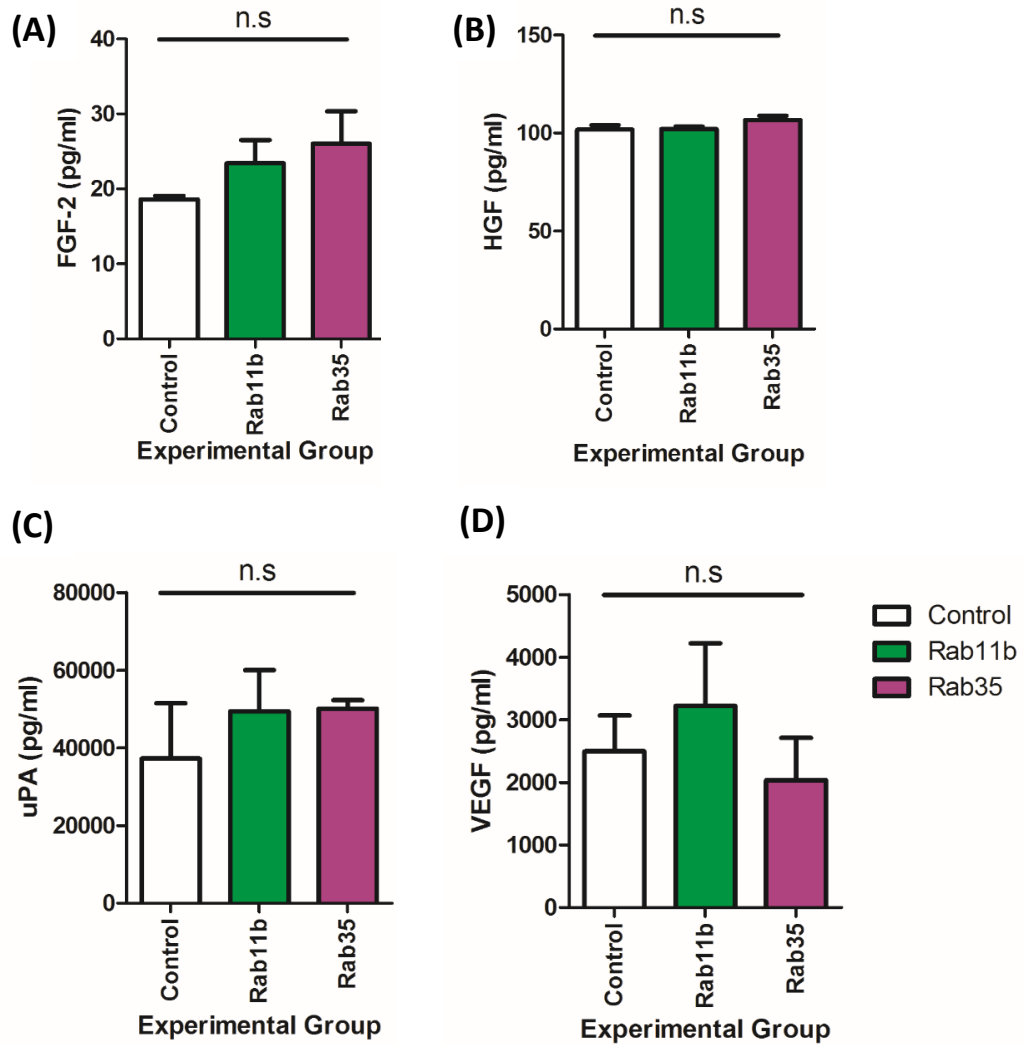 (A)
n.s
40
30
20
10
0
FGF-2 (pg/ml)
Control
Rab11b
Rab35
Experimental Group
(B)
n.s
150
100
50
0
HGF (pg/ml)
Control
Rab11b
Rab35
Experimental Group
(C)
n.s
80000
60000
40000
20000
0
uPA (pg/ml)
Control
Rab11b
Rab35
Experimental Group
(D)
n.s
5000
4000
3000
2000
1000
0
VEGF (pg/ml)
Control
Rab11b
Rab35
Experimental Group
Control
Rab11b
Rab35